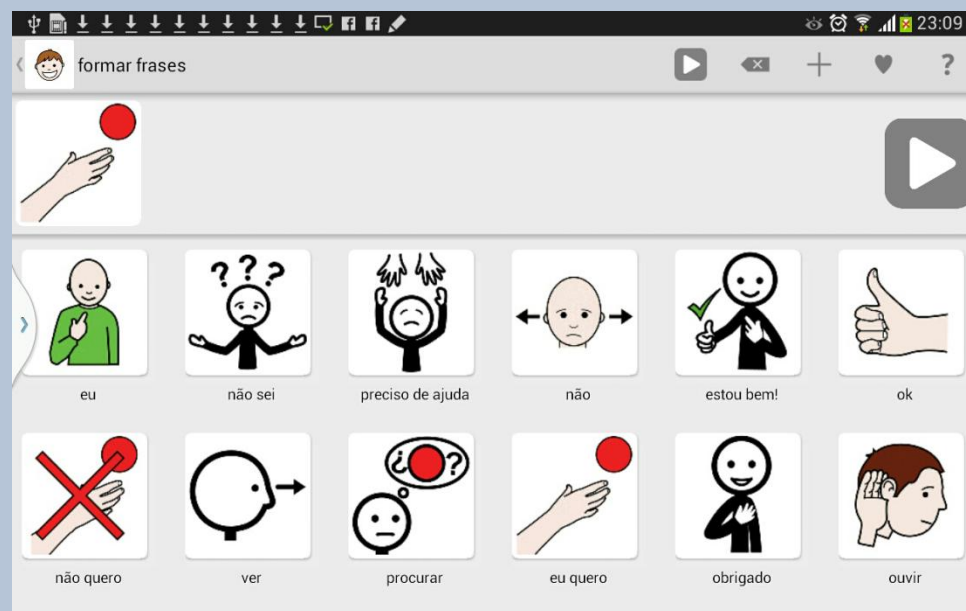 23:09
formar frases
?
? ? ?
eu
não sei
preciso de ajuda
não
estou bem!
ok
¿ ?
não quero
ver
procurar
eu quero
obrigado
ouvir